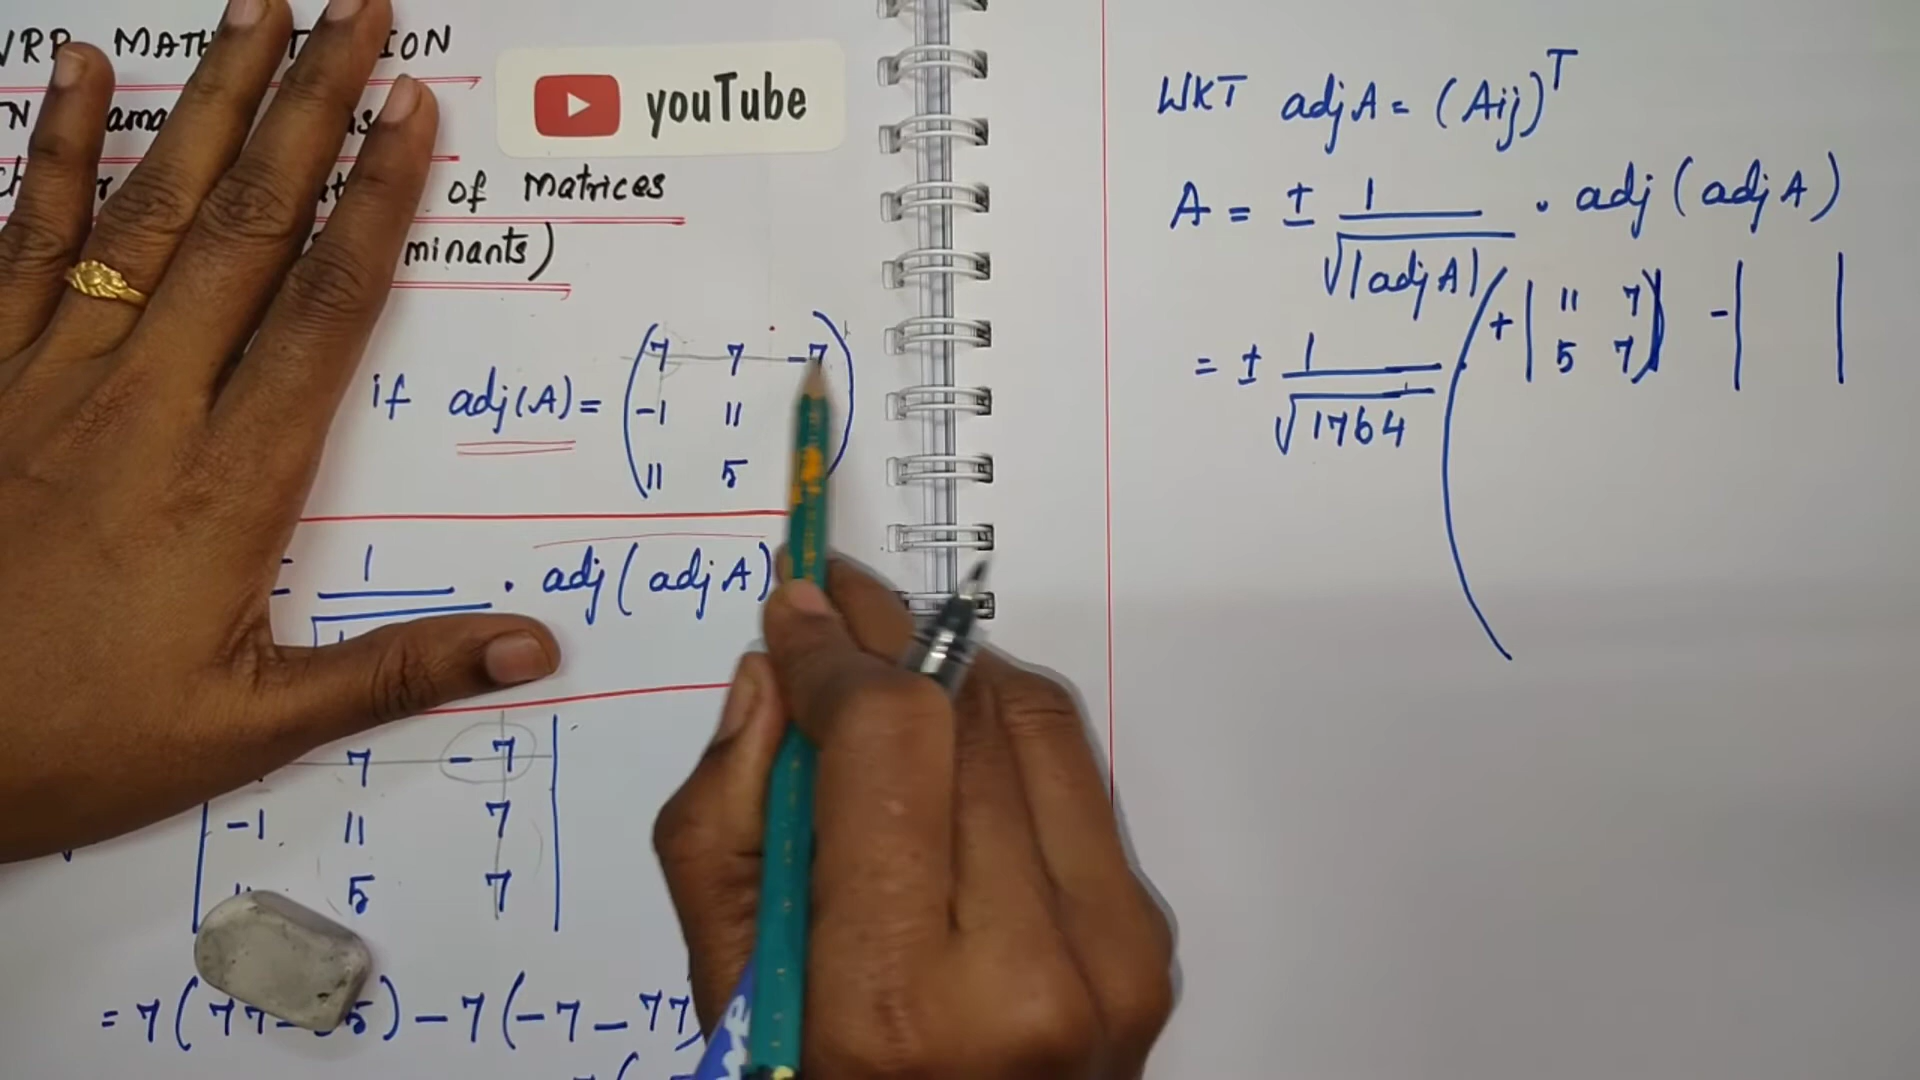 MATH
youTube
of Matrices
if adj(A) = ( 7 7 -7
-1 11
11 5 )
1/√ · adj(adj A)
7 -7
-1 11 7
5 7
= 7(77 5) - 7(-7 - 77
WKT adj A = (Aij)^T
A = ± 1/√|adj A| · adj(adj A)
= ± 1/√1764 ( + | 11 7 | - | |
5 7